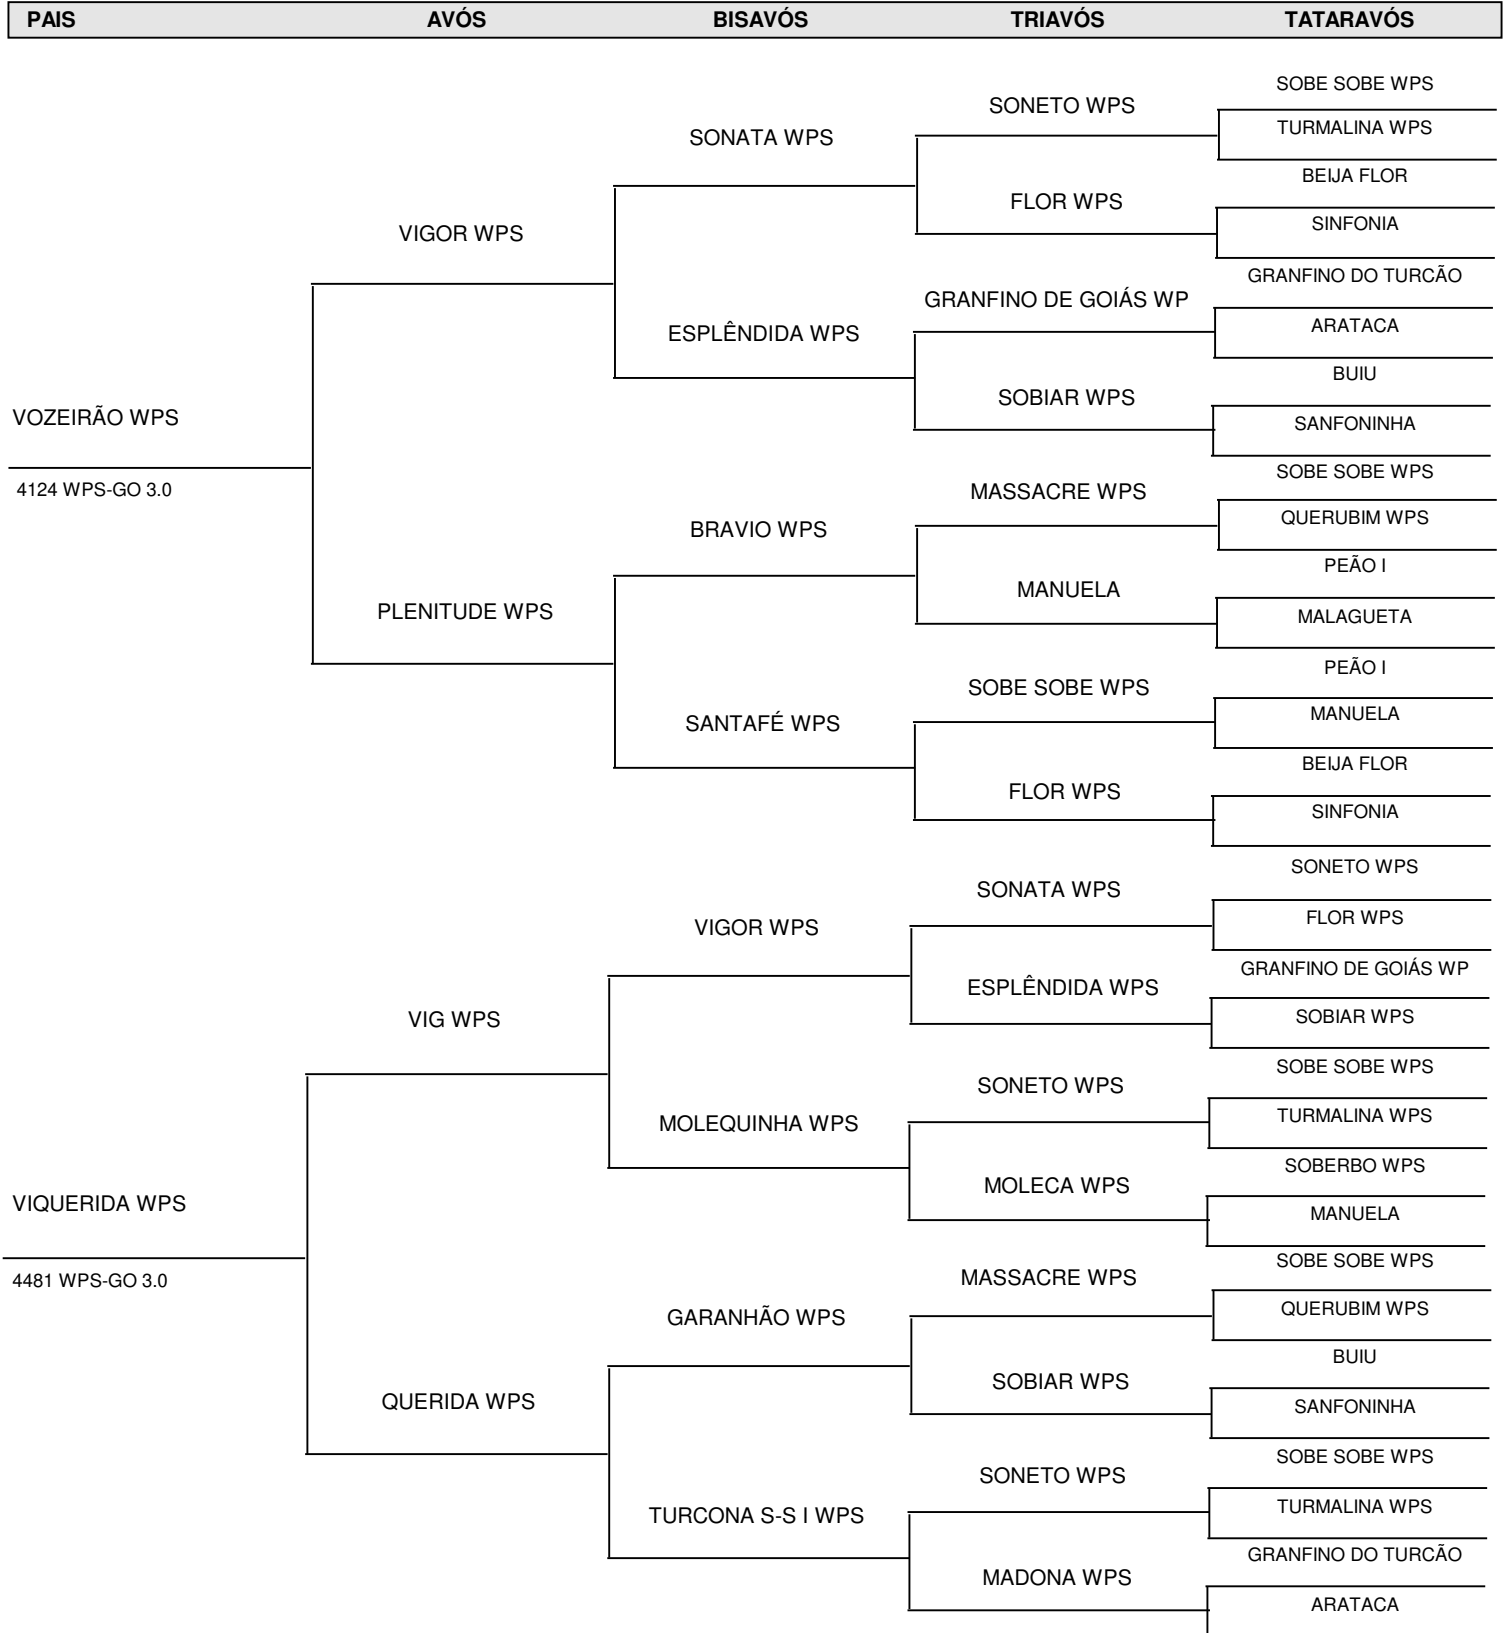 PAIS AVÓS BISAVÓS TRIAVÓS TATARAVÓS
SOBE SOBE WPS
SONETO WPS
TURMALINA WPS
SONATA WPS
BEIJA FLOR
FLOR WPS
SINFONIA
VIGOR WPS
GRANFINO DO TURCÃO
GRANFINO DE GOIÁS WP
ARATACA
ESPLÊNDIDA WPS
BUIU
SOBIAR WPS
SANFONINHA
VOZEIRÃO WPS
4124 WPS-GO 3.0
SOBE SOBE WPS
MASSACRE WPS
QUERUBIM WPS
BRAVIO WPS
PEÃO I
MANUELA
MALAGUETA
PLENITUDE WPS
PEÃO I
SOBE SOBE WPS
MANUELA
SANTAFÉ WPS
BEIJA FLOR
FLOR WPS
SINFONIA
SONETO WPS
SONATA WPS
FLOR WPS
VIGOR WPS
GRANFINO DE GOIÁS WP
ESPLÊNDIDA WPS
SOBIAR WPS
VIG WPS
SOBE SOBE WPS
SONETO WPS
TURMALINA WPS
MOLEQUINHA WPS
SOBERBO WPS
MOLECA WPS
MANUELA
VIQUERIDA WPS
4481 WPS-GO 3.0
SOBE SOBE WPS
MASSACRE WPS
QUERUBIM WPS
GARANHÃO WPS
BUIU
SOBIAR WPS
SANFONINHA
QUERIDA WPS
SOBE SOBE WPS
SONETO WPS
TURMALINA WPS
TURCONA S-S I WPS
GRANFINO DO TURCÃO
MADONA WPS
ARATACA